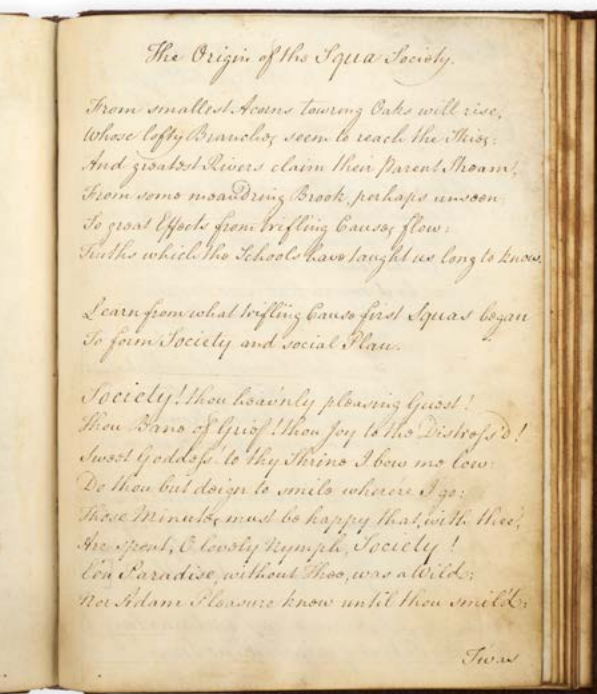 The Origin of the Squa Society.
From smallest Acorns towring Oaks will rise,
Whose lofty Branches seem to reach the Skies:
And greatest Rivers claim their Parent Stream,
From some meand'ring Brook, perhaps unseen:
So great Effects from trifling Causes flow:
Truths which the Schools have taught us long to know.
Learn from what trifling Cause first Squas began
To form Society and social Plan.
Society! thou heav'nly pleasing Guest!
Thou Bane of Grief! thou Joy to the Distress'd!
Sweet Goddess! to thy Shrine I bow me low:
Do thou but deign to smile where'er I go:
Those Minutes must be happy that, with thee,
Are spent, O lovely Nymph, Society!
Een Paradise, without Thee, was a Wild;
Nor Adam Pleasure knew until thou smil'd:
Twas